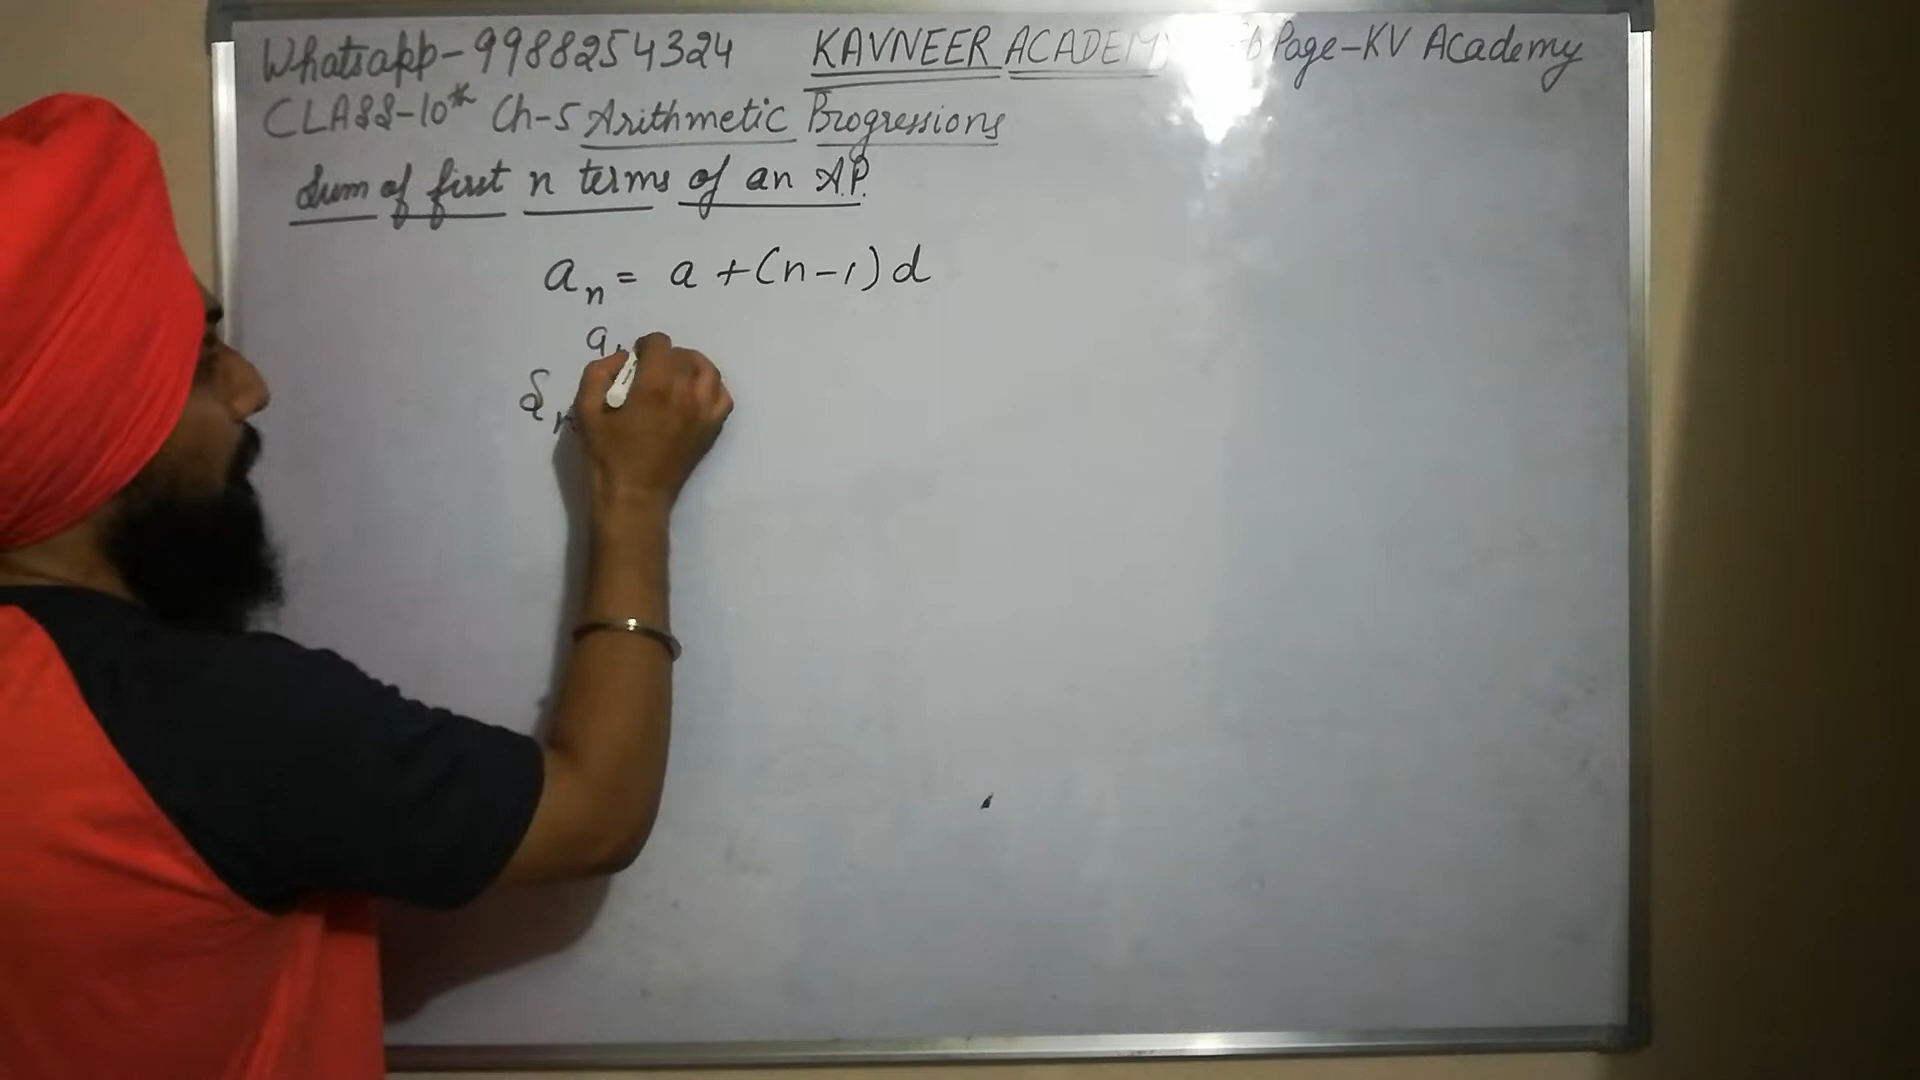 Whatsapp-9988254324 KAVNEER ACADEMY Page-KV Academy
CLASS-10th Ch-5 Arithmetic Progressions
Sum of first n terms of an A.P.
aₙ = a + (n-1)d
a
Sₙ